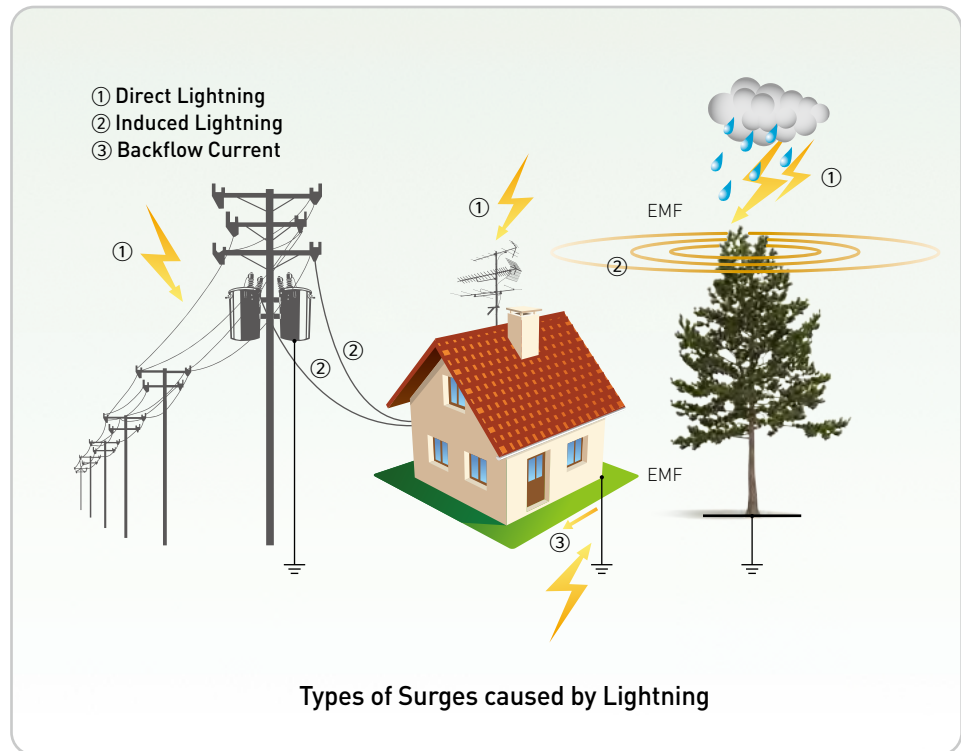 ① Direct Lightning
② Induced Lightning
③ Backflow Current
①
EMF
①
①
②
②
②
EMF
③
Types of Surges caused by Lightning